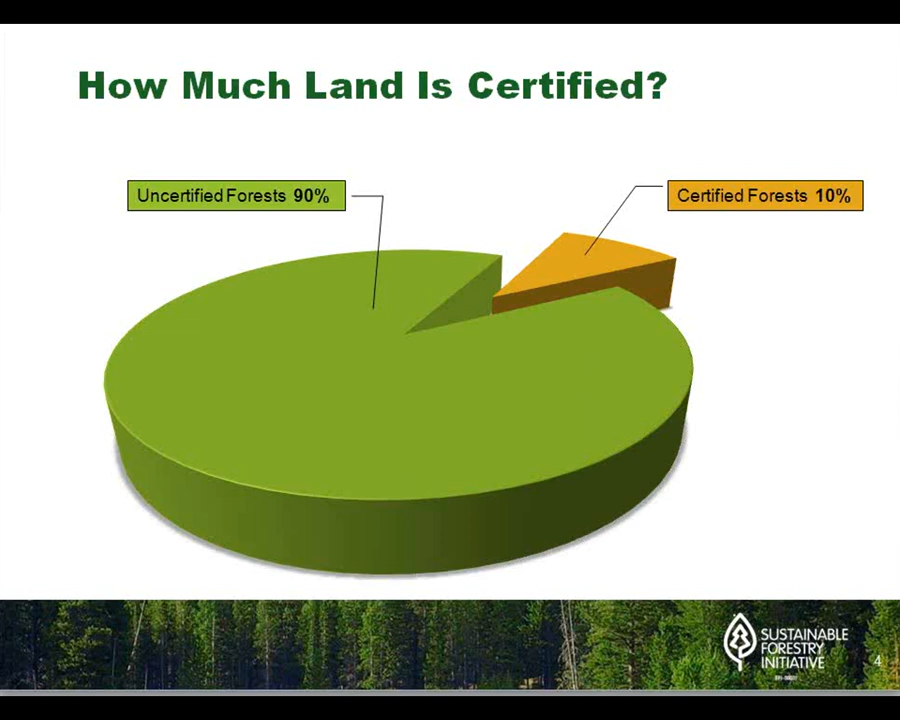 How Much Land Is Certified?
Uncertified Forests 90%
Certified Forests 10%
SUSTAINABLE
FORESTRY
INITIATIVE
4